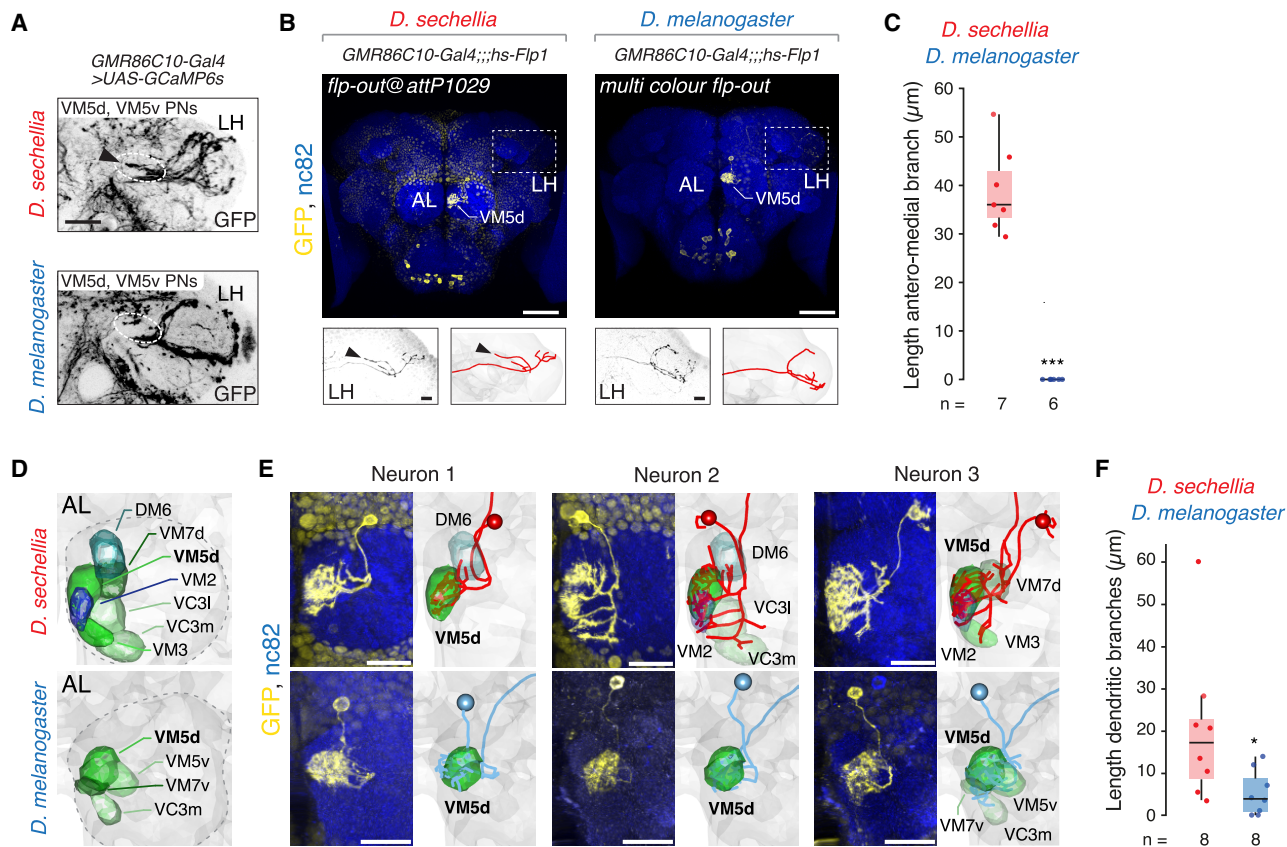 A
GMR86C10-Gal4
>UAS-GCaMP6s
D. sechellia
VM5d, VM5v PNs
LH
GFP
D. melanogaster
VM5d, VM5v PNs
LH
GFP
B
D. sechellia
D. melanogaster
GMR86C10-Gal4;;;hs-Flp1
GMR86C10-Gal4;;;hs-Flp1
GFP, nc82
flp-out@attP1029
LH
AL
VM5d
multi colour flp-out
LH
AL
VM5d
LH
LH
C
D. sechellia
D. melanogaster
Length antero-medial branch (µm)
60
50
40
30
20
10
0
***
n = 7 6
D
D. sechellia
AL
DM6
VM7d
VM5d
VM2
VC3l
VC3m
VM3
D. melanogaster
AL
VM5d
VM5v
VM7v
VC3m
E
GFP, nc82
Neuron 1
Neuron 2
Neuron 3
DM6
VM5d
DM6
VC3l
VM2
VC3m
VM5d
VM7d
VM3
VM2
VM5d
VM5d
VM5d
VM5v
VM7v
VC3m
F
D. sechellia
D. melanogaster
Length dendritic branches (µm)
60
50
40
30
20
10
0
*
n = 8 8